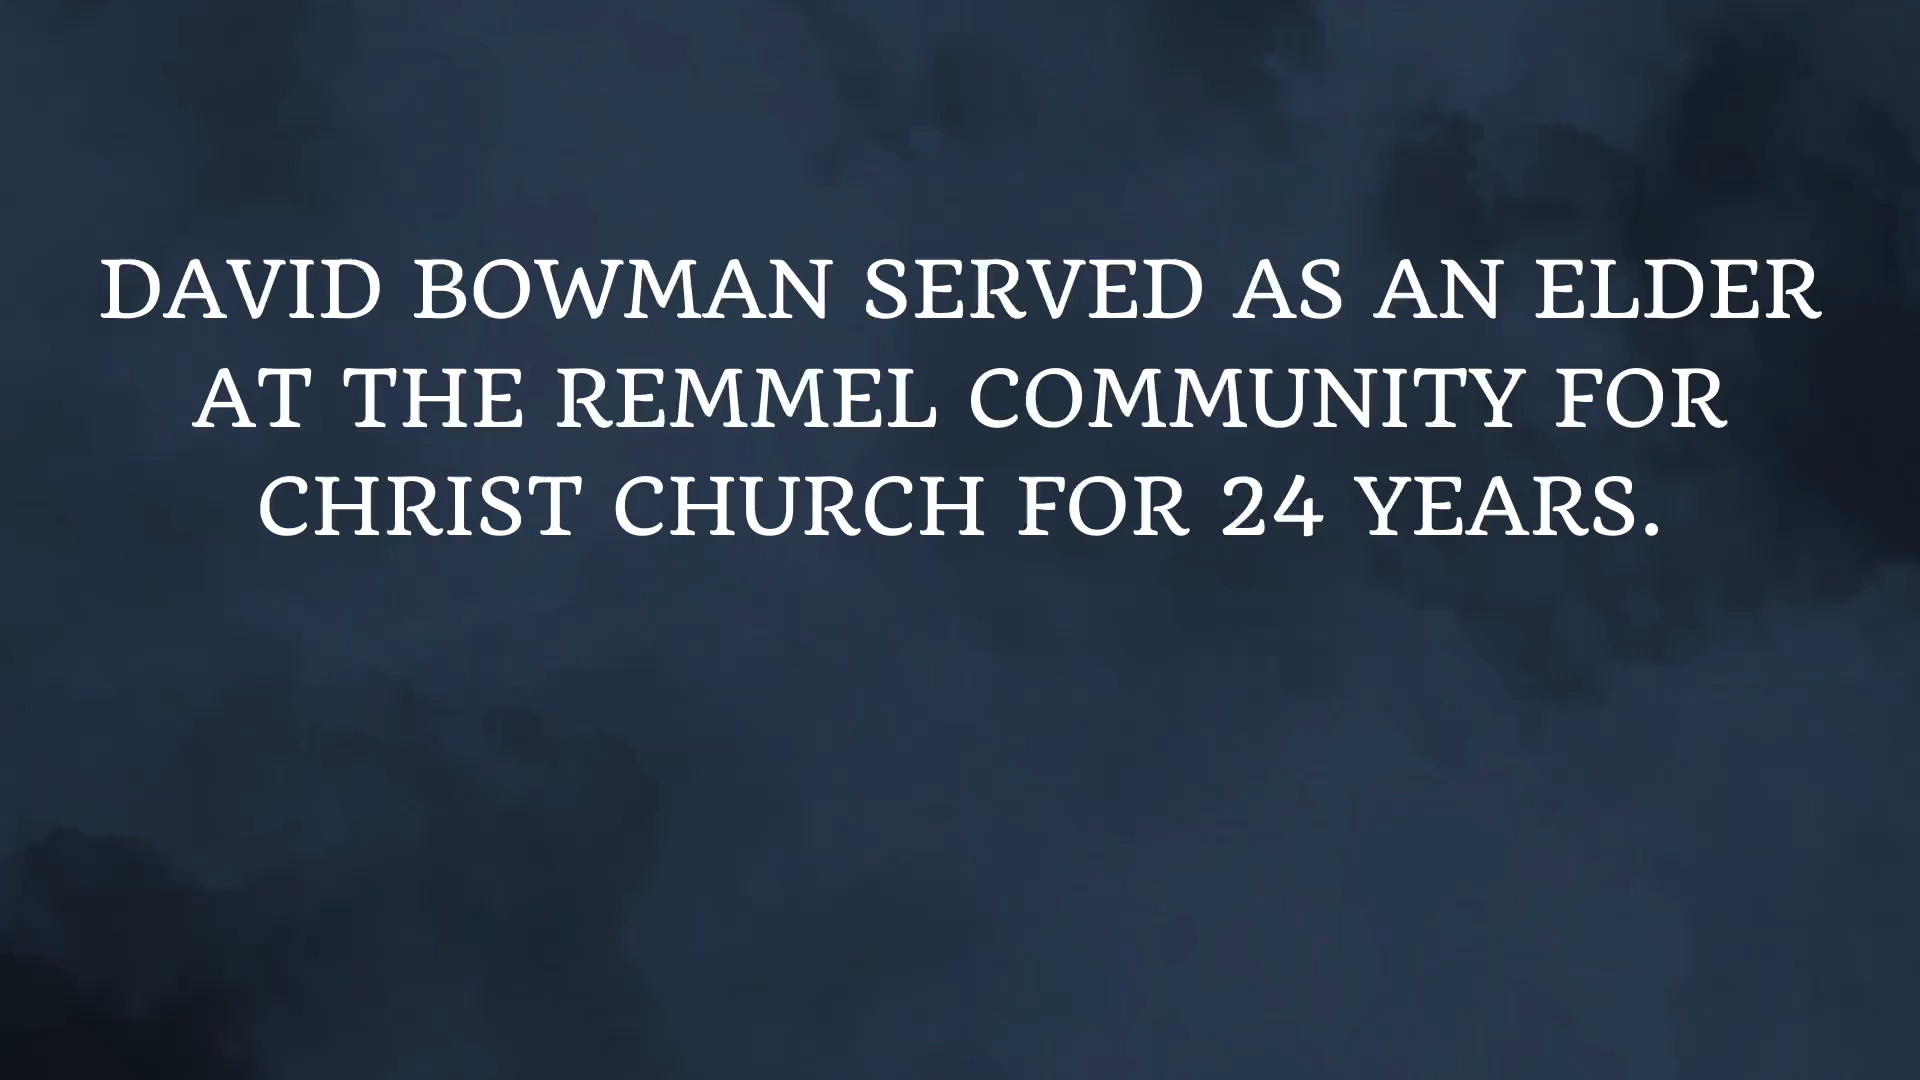 DAVID BOWMAN SERVED AS AN ELDER
AT THE REMMEL COMMUNITY FOR
CHRIST CHURCH FOR 24 YEARS.